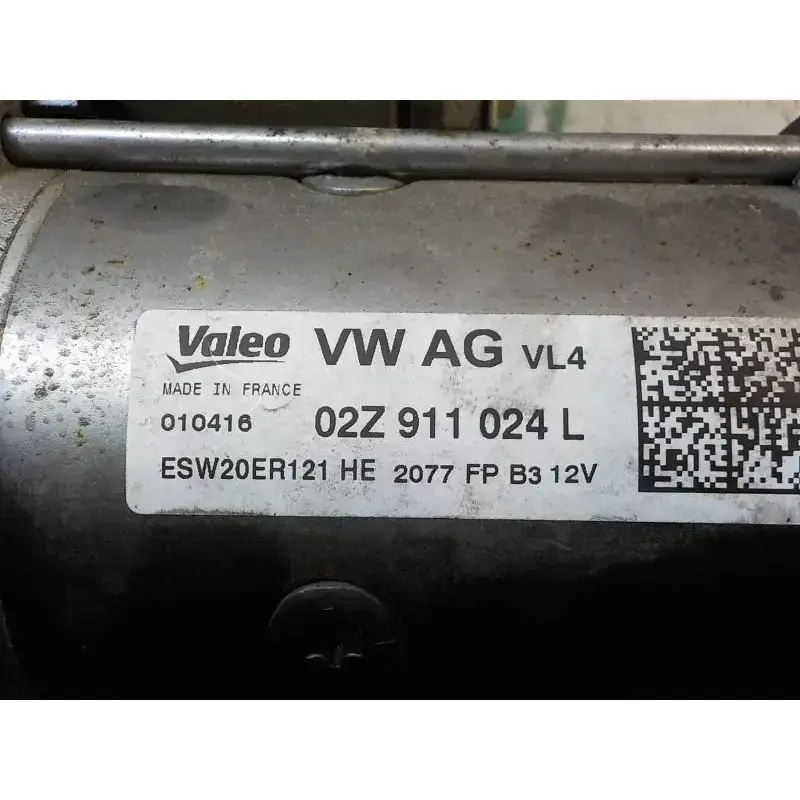 Valeo VW AG VL4
MADE IN FRANCE
010416 02Z 911 024 L
ESW20ER121 HE 2077 FP B3 12V